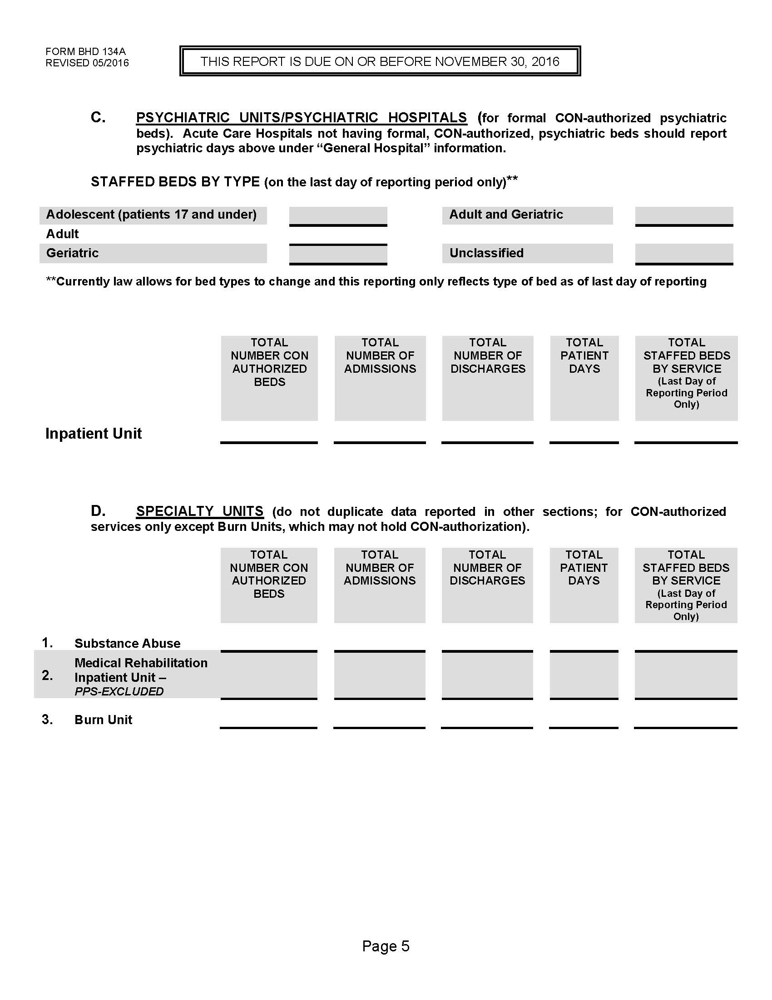 FORM BHD 134A
REVISED 05/2016
THIS REPORT IS DUE ON OR BEFORE NOVEMBER 30, 2016
C. PSYCHIATRIC UNITS/PSYCHIATRIC HOSPITALS (for formal CON-authorized psychiatric
beds). Acute Care Hospitals not having formal, CON-authorized, psychiatric beds should report
psychiatric days above under “General Hospital” information.
STAFFED BEDS BY TYPE (on the last day of reporting period only)**
Adolescent (patients 17 and under) Adult and Geriatric
Adult
Geriatric Unclassified
**Currently law allows for bed types to change and this reporting only reflects type of bed as of last day of reporting
TOTAL
NUMBER CON
AUTHORIZED
BEDS
TOTAL
NUMBER OF
ADMISSIONS
TOTAL
NUMBER OF
DISCHARGES
TOTAL
PATIENT
DAYS
TOTAL
STAFFED BEDS
BY SERVICE
(Last Day of
Reporting Period
Only)
Inpatient Unit
D. SPECIALTY UNITS (do not duplicate data reported in other sections; for CON-authorized
services only except Burn Units, which may not hold CON-authorization).
TOTAL
NUMBER CON
AUTHORIZED
BEDS
TOTAL
NUMBER OF
ADMISSIONS
TOTAL
NUMBER OF
DISCHARGES
TOTAL
PATIENT
DAYS
TOTAL
STAFFED BEDS
BY SERVICE
(Last Day of
Reporting Period
Only)
1. Substance Abuse
2. Medical Rehabilitation
Inpatient Unit –
PPS-EXCLUDED
3. Burn Unit
Page 5